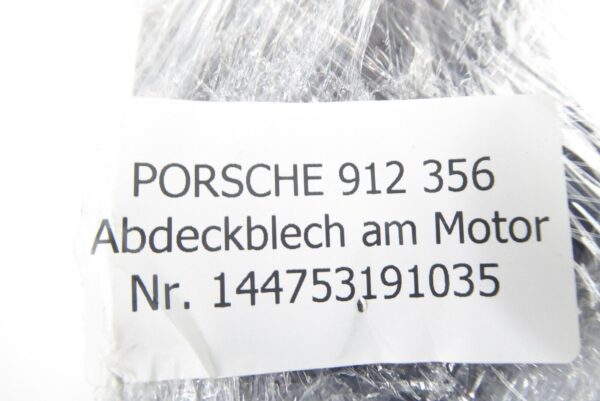 PORSCHE 912 356
Abdeckblech am Motor
Nr. 144753191035